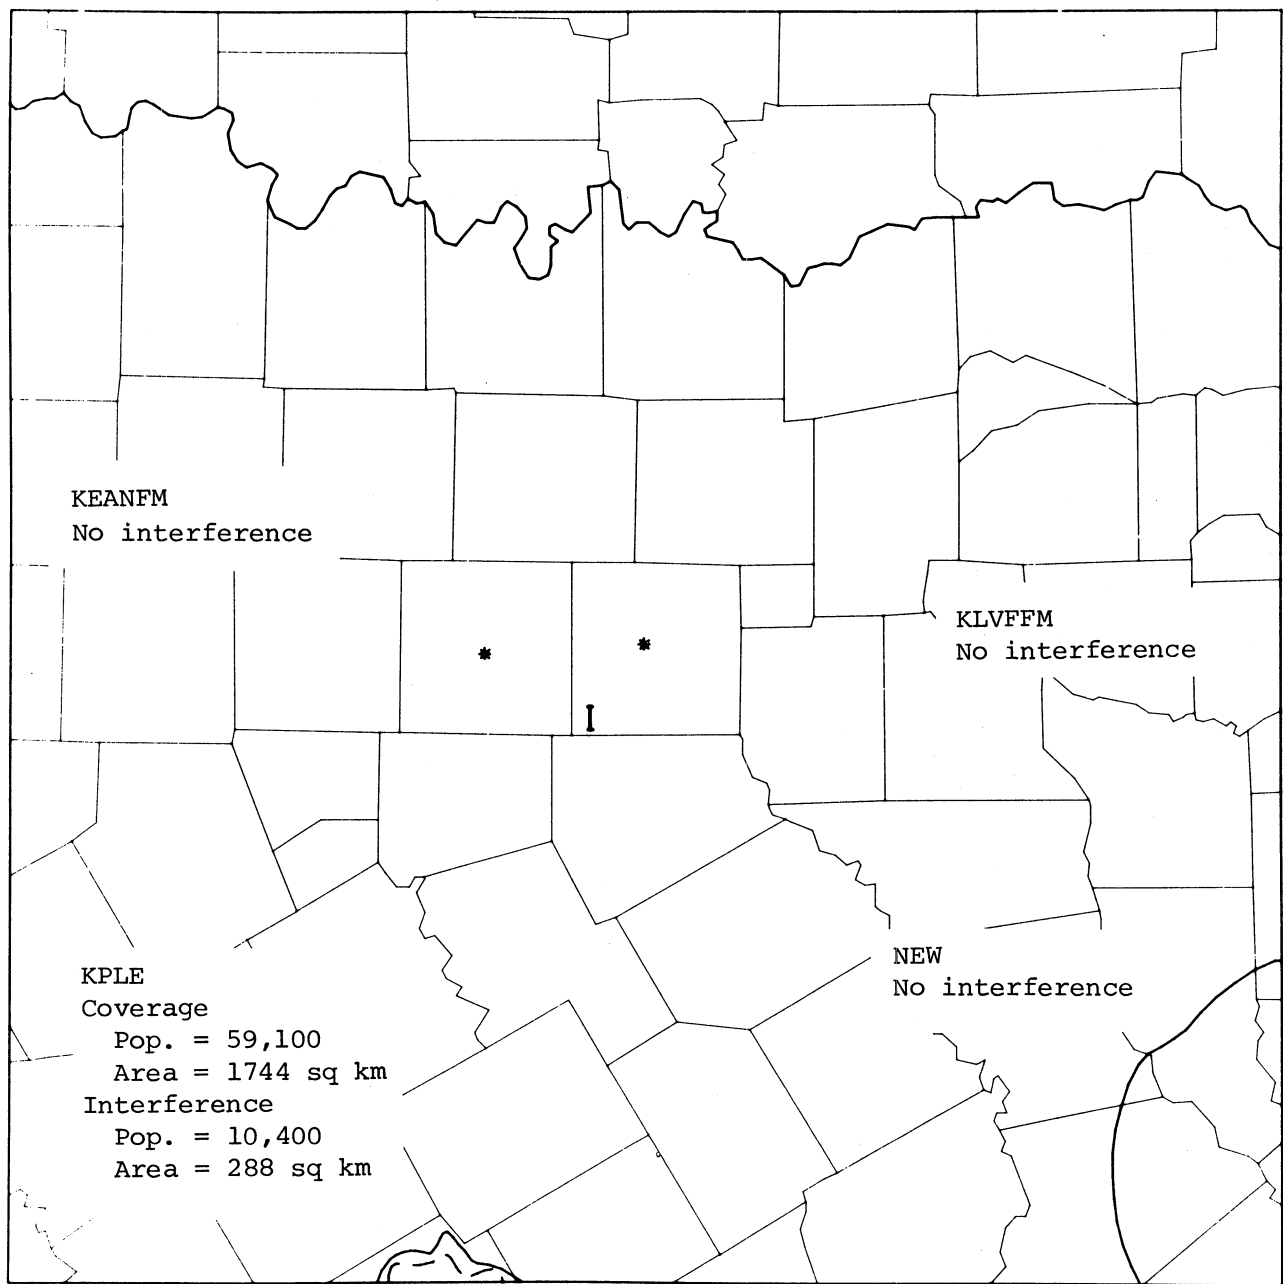 KEANFM
No interference
KLVFFM
No interference
NEW
No interference
KPLE
Coverage
Pop. = 59,100
Area = 1744 sq km
Interference
Pop. = 10,400
Area = 288 sq km